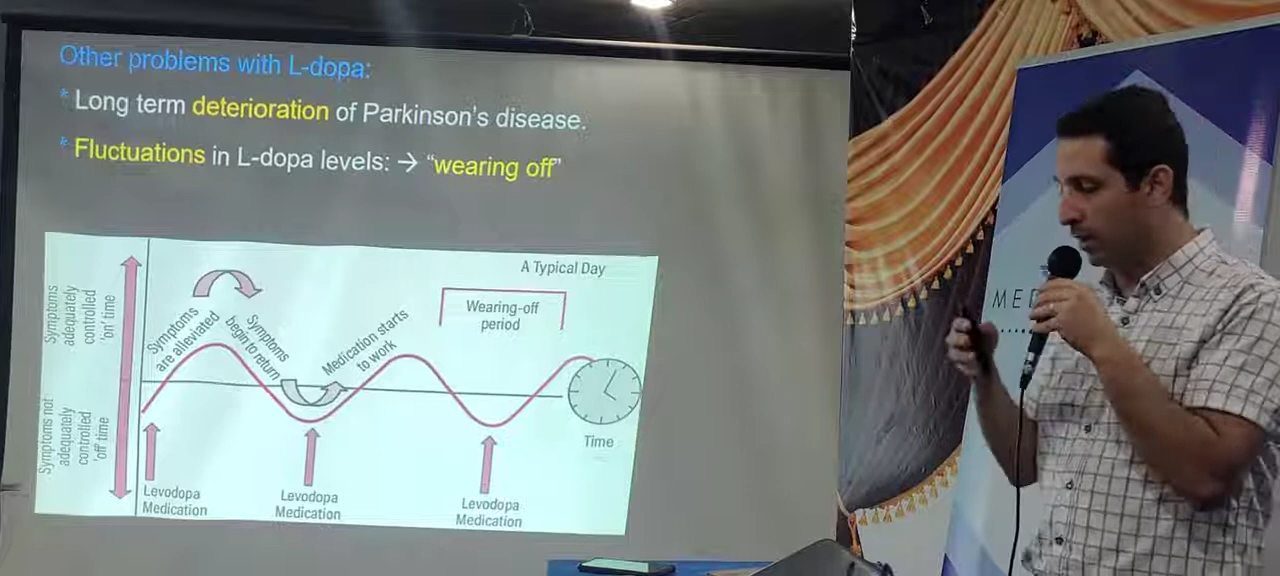 Other problems with L-dopa:
* Long term deterioration of Parkinson's disease.
* Fluctuations in L-dopa levels: → “wearing off”
A Typical Day
Symptoms
adequately
controlled
'on' time
Symptoms
are alleviated
Symptoms
begin to return
Medication starts
to work
Wearing-off
period
Symptoms not
adequately
controlled
'off' time
Time
Levodopa
Medication
Levodopa
Medication
Levodopa
Medication